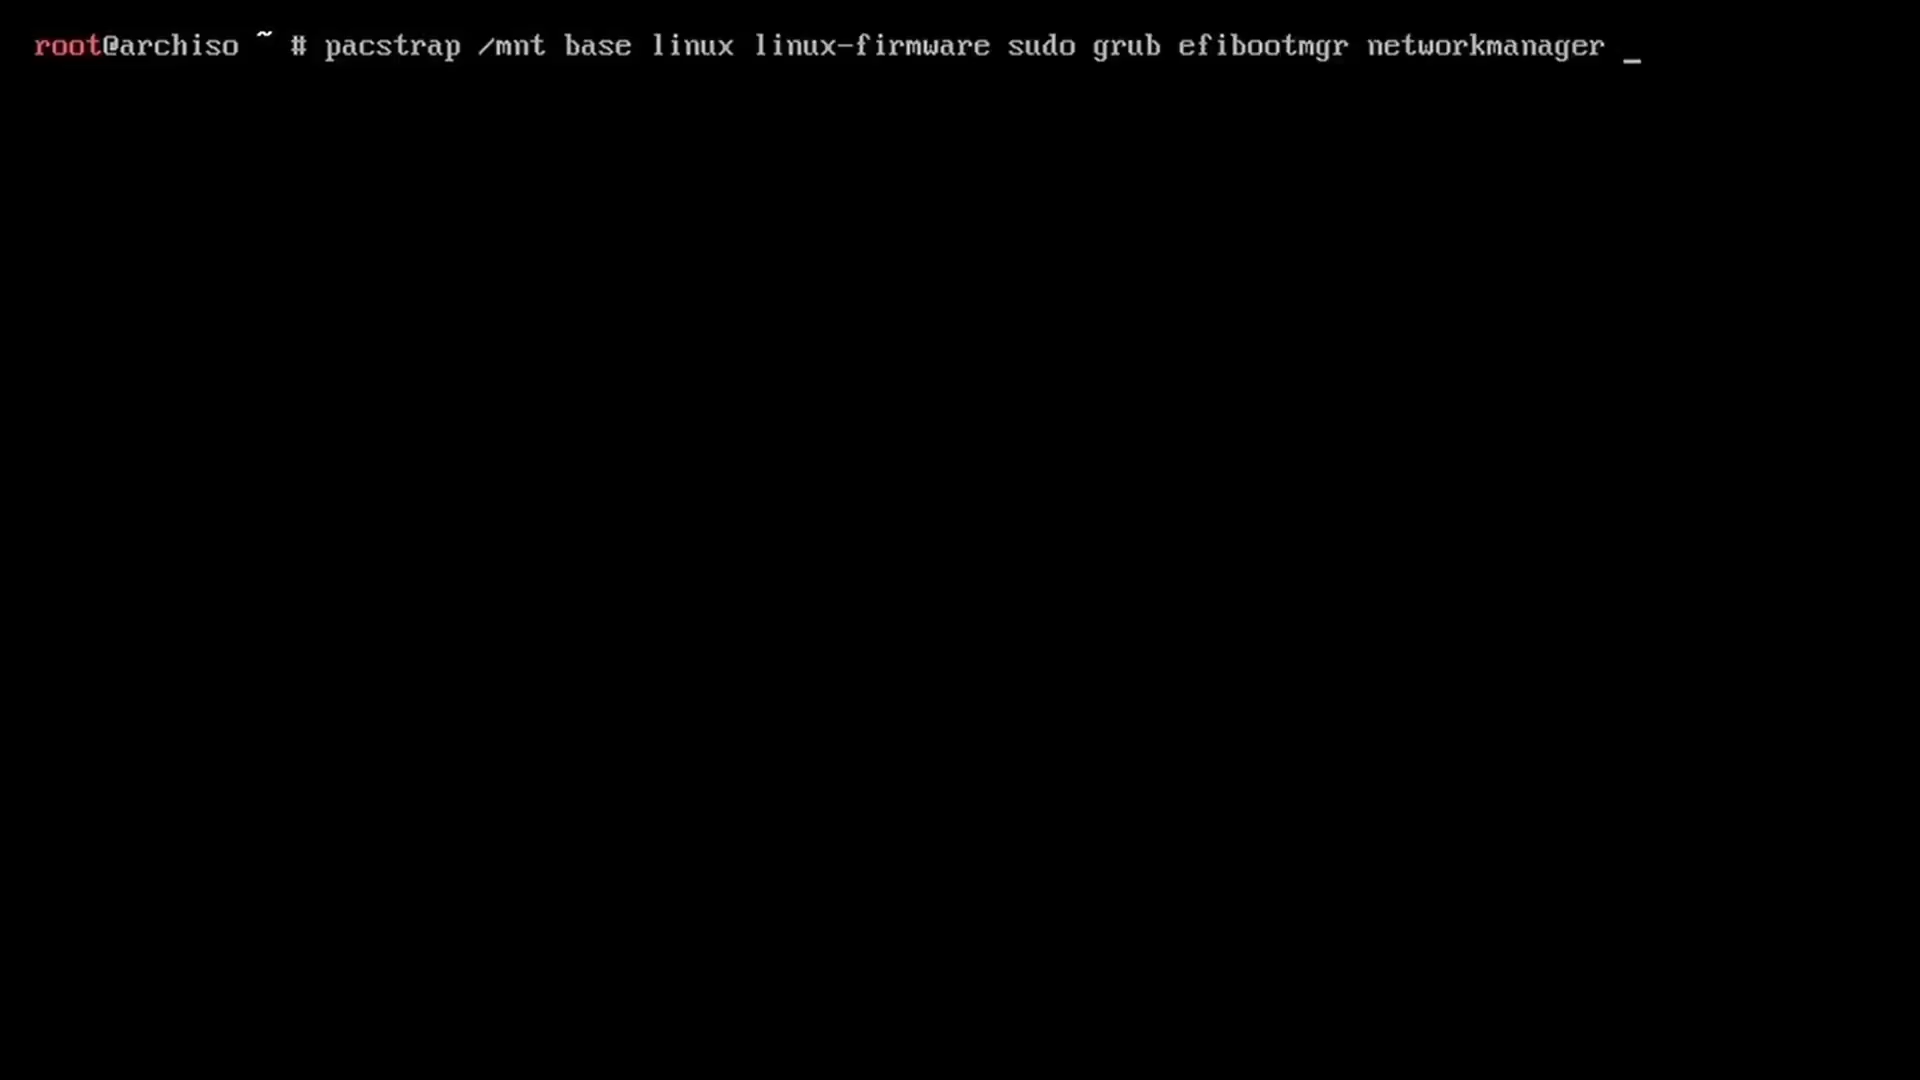 root@archiso ~ # pacstrap /mnt base linux linux-firmware sudo grub efibootmgr networkmanager _